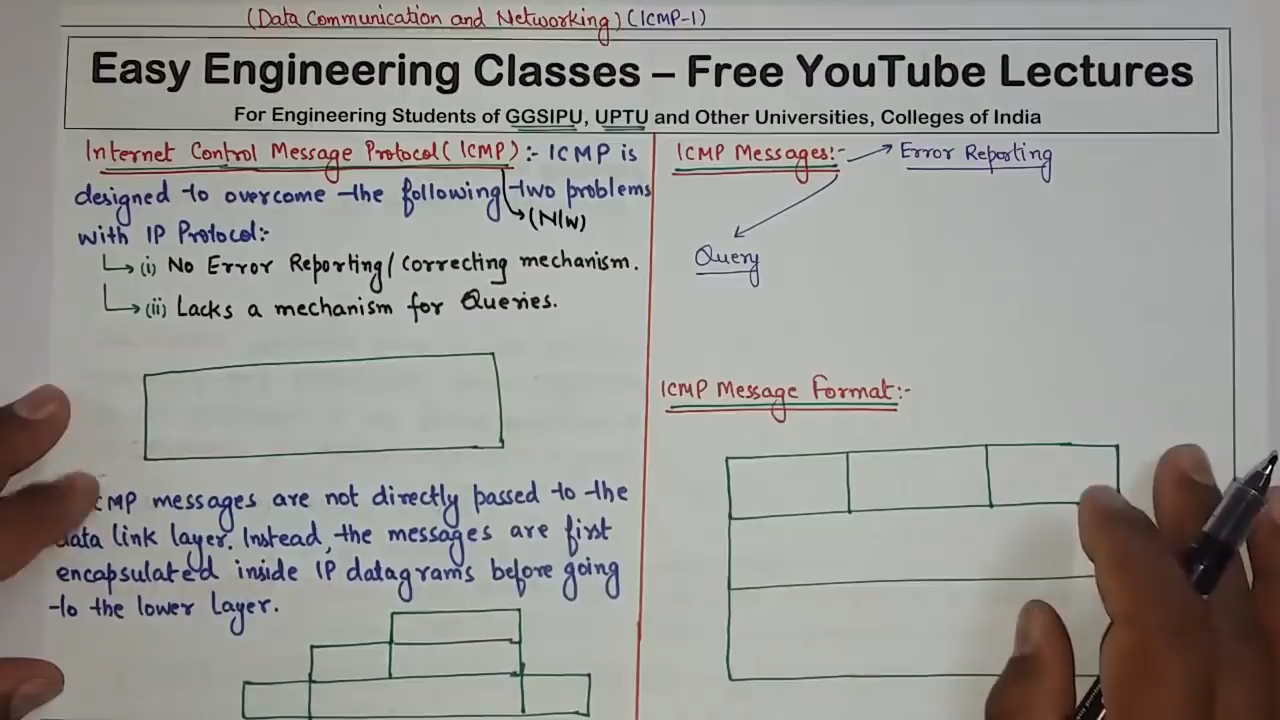 (Data Communication and Networking) (ICMP-1)
Easy Engineering Classes – Free YouTube Lectures
For Engineering Students of GGSIPU, UPTU and Other Universities, Colleges of India
Internet Control Message Protocol (ICMP):- ICMP is
designed to overcome the following two problems
(N/W)
with IP Protocol:-
(i) No Error Reporting/Correcting mechanism.
(ii) Lacks a mechanism for Queries.
CMP messages are not directly passed to the
data link layer. Instead, the messages are first
encapsulated inside IP datagrams before going
to the lower layer.
ICMP Messages:- Error Reporting
Query
ICMP Message Format:-